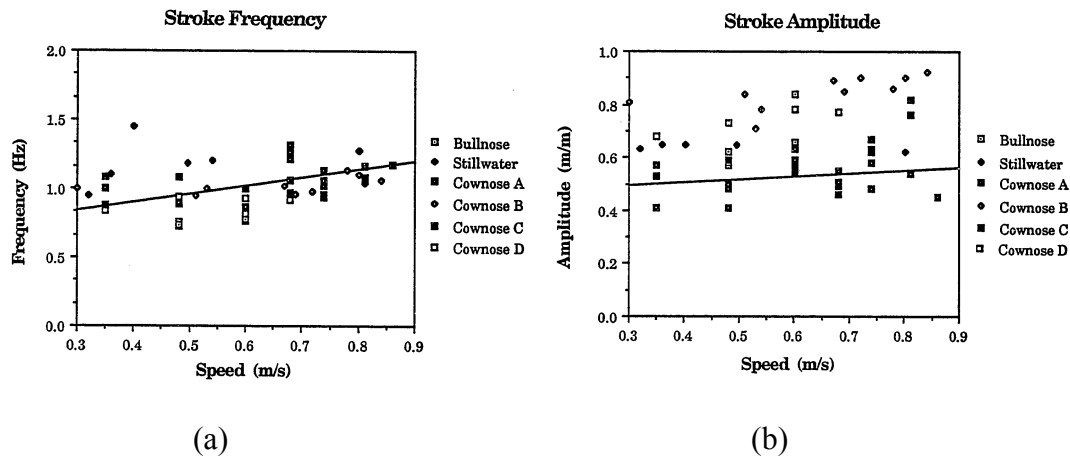 Stroke Frequency
2.0
1.5
1.0
1.0
0.0
Frequency (Hz)
0.3 0.4 0.5 0.6 0.7 0.8 0.9
Speed (m/s)
Bullnose
Stillwater
Cownose A
Cownose B
Cownose C
Cownose D
(a)
Stroke Amplitude
1.0
0.8
0.6
0.4
0.2
0.0
Amplitude (m/m)
0.3 0.4 0.5 0.6 0.7 0.8 0.9
Speed (m/s)
Bullnose
Stillwater
Cownose A
Cownose B
Cownose C
Cownose D
(b)